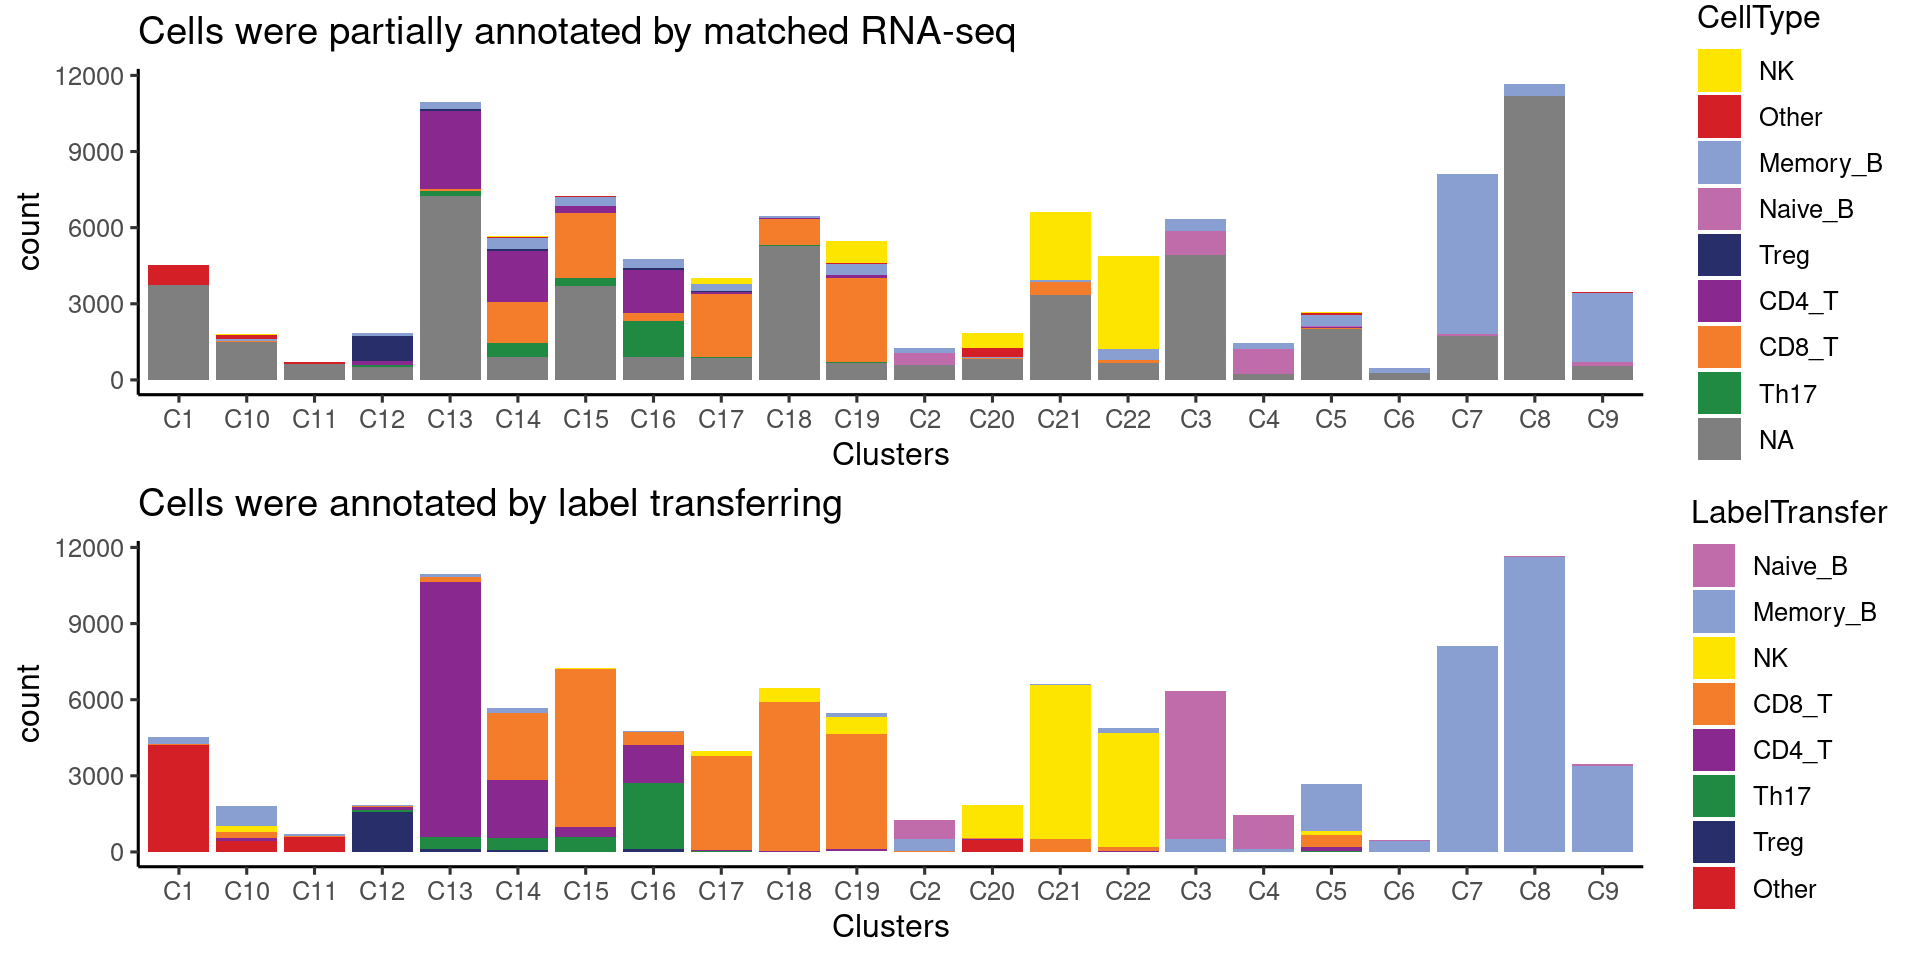 Cells were partially annotated by matched RNA-seq
count
12000
9000
6000
3000
0
C1 C10 C11 C12 C13 C14 C15 C16 C17 C18 C19 C2 C20 C21 C22 C3 C4 C5 C6 C7 C8 C9
Clusters
CellType
NK
Other
Memory_B
Naive_B
Treg
CD4_T
CD8_T
Th17
NA
Cells were annotated by label transferring
count
12000
9000
6000
3000
0
C1 C10 C11 C12 C13 C14 C15 C16 C17 C18 C19 C2 C20 C21 C22 C3 C4 C5 C6 C7 C8 C9
Clusters
LabelTransfer
Naive_B
Memory_B
NK
CD8_T
CD4_T
Th17
Treg
Other